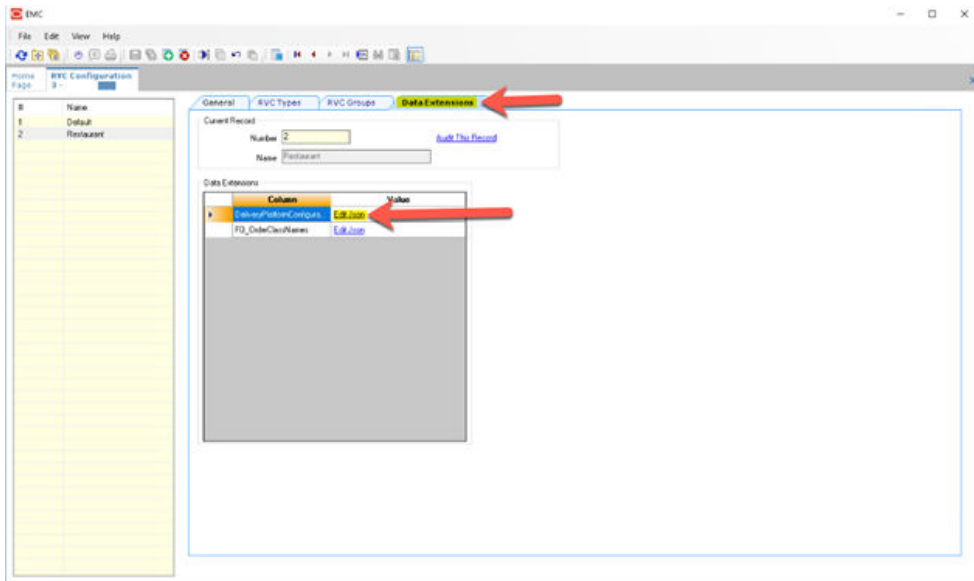 EMC
File Edit View Help
Home Page
RVC Configuration
3 -
# Name
1 Default
2 Restaurant
General RVC Types RVC Groups Data Extensions
Current Record
Number 2 Audit This Record
Name Restaurant
Data Extensions
Column Value
DeliveryPlatformConfigura... Edit Json
FD_OrderClassNames Edit Json